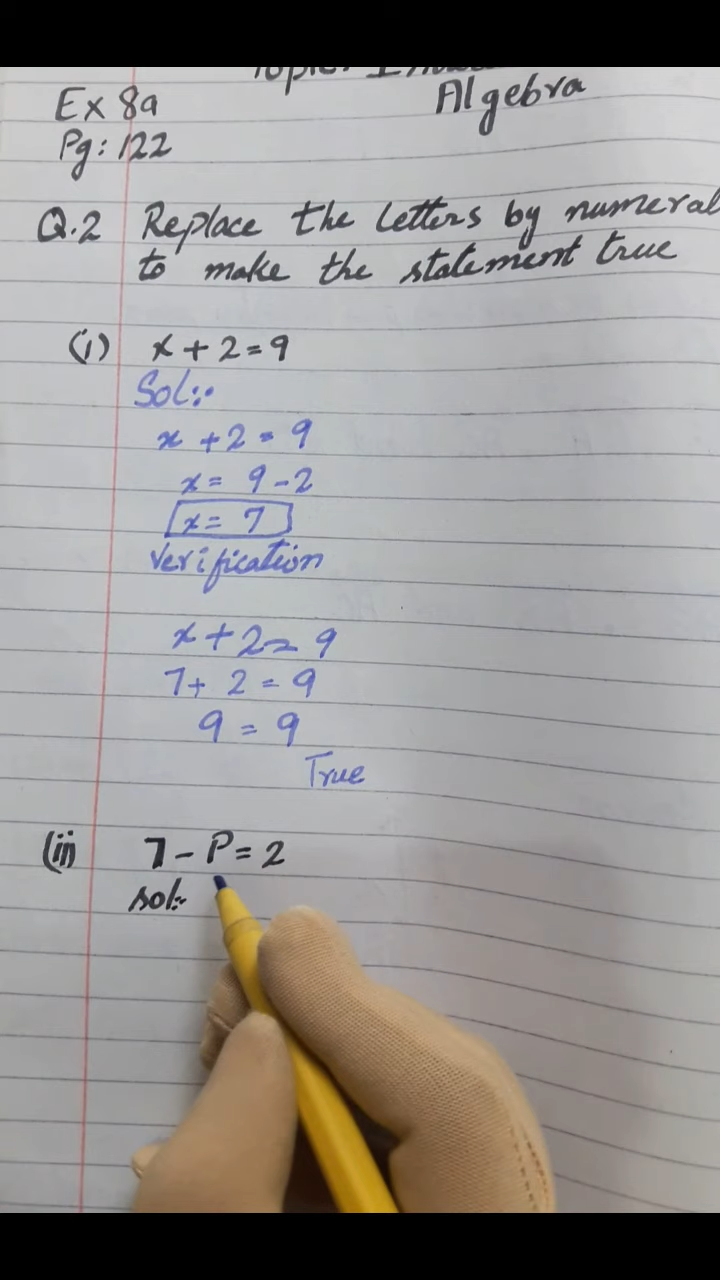 Algebra
Ex 8a
Pg: 122
Q.2 Replace the letters by numeral
to make the statement true
(i) x + 2 = 9
Sol:-
x + 2 = 9
x = 9 - 2
x = 7
Verification
x + 2 = 9
7 + 2 = 9
9 = 9
True
(ii) 7 - P = 2
sol:-